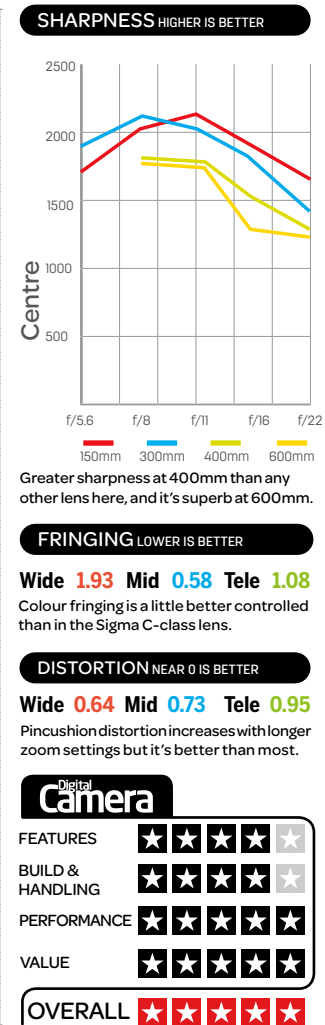 SHARPNESS HIGHER IS BETTER
2500
2000
1500
1000
500
Centre
f/5.6 f/8 f/11 f/16 f/22
150mm 300mm 400mm 600mm
Greater sharpness at 400mm than any
other lens here, and it's superb at 600mm.
FRINGING LOWER IS BETTER
Wide 1.93 Mid 0.58 Tele 1.08
Colour fringing is a little better controlled
than in the Sigma C-class lens.
DISTORTION NEAR 0 IS BETTER
Wide 0.64 Mid 0.73 Tele 0.95
Pincushion distortion increases with longer
zoom settings but it's better than most.
Digital
Camera
FEATURES
BUILD &
HANDLING
PERFORMANCE
VALUE
OVERALL